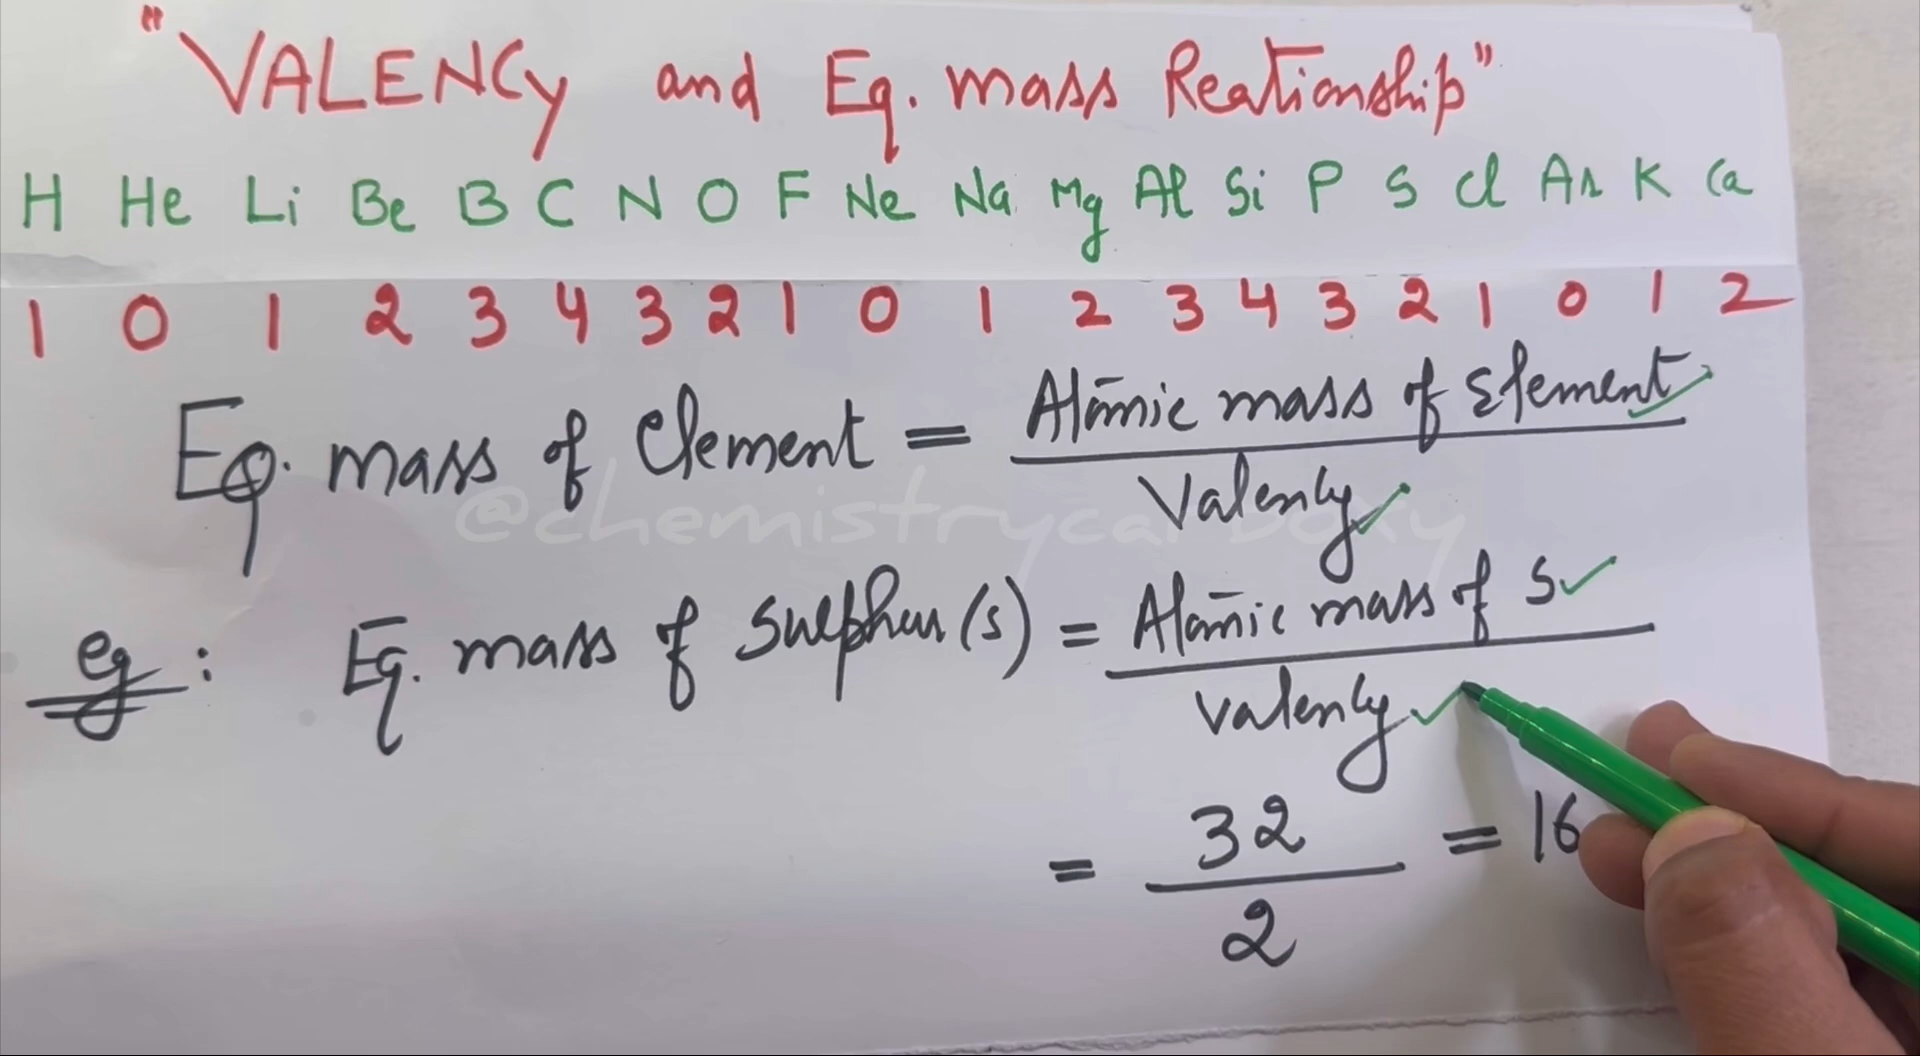 "VALENCy and Eq. mass Reationship"
H He Li Be B C N O F Ne Na Mg Al Si P S Cl Ar K Ca
1 0 1 2 3 4 3 2 1 0 1 2 3 4 3 2 1 0 1 2
Eq. mass of Element = Atomic mass of Element
Valency
@chemistrycarboxy
eg : Eq. mass of Sulphur (s) = Atomic mass of S
Valency
= 32 = 16
2